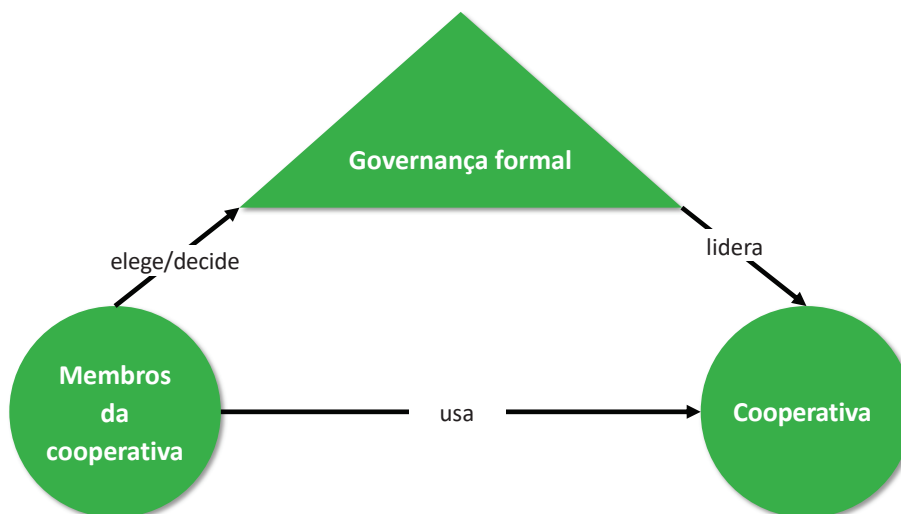 Governança formal
elege/decide
lidera
Membros
da
cooperativa
usa
Cooperativa